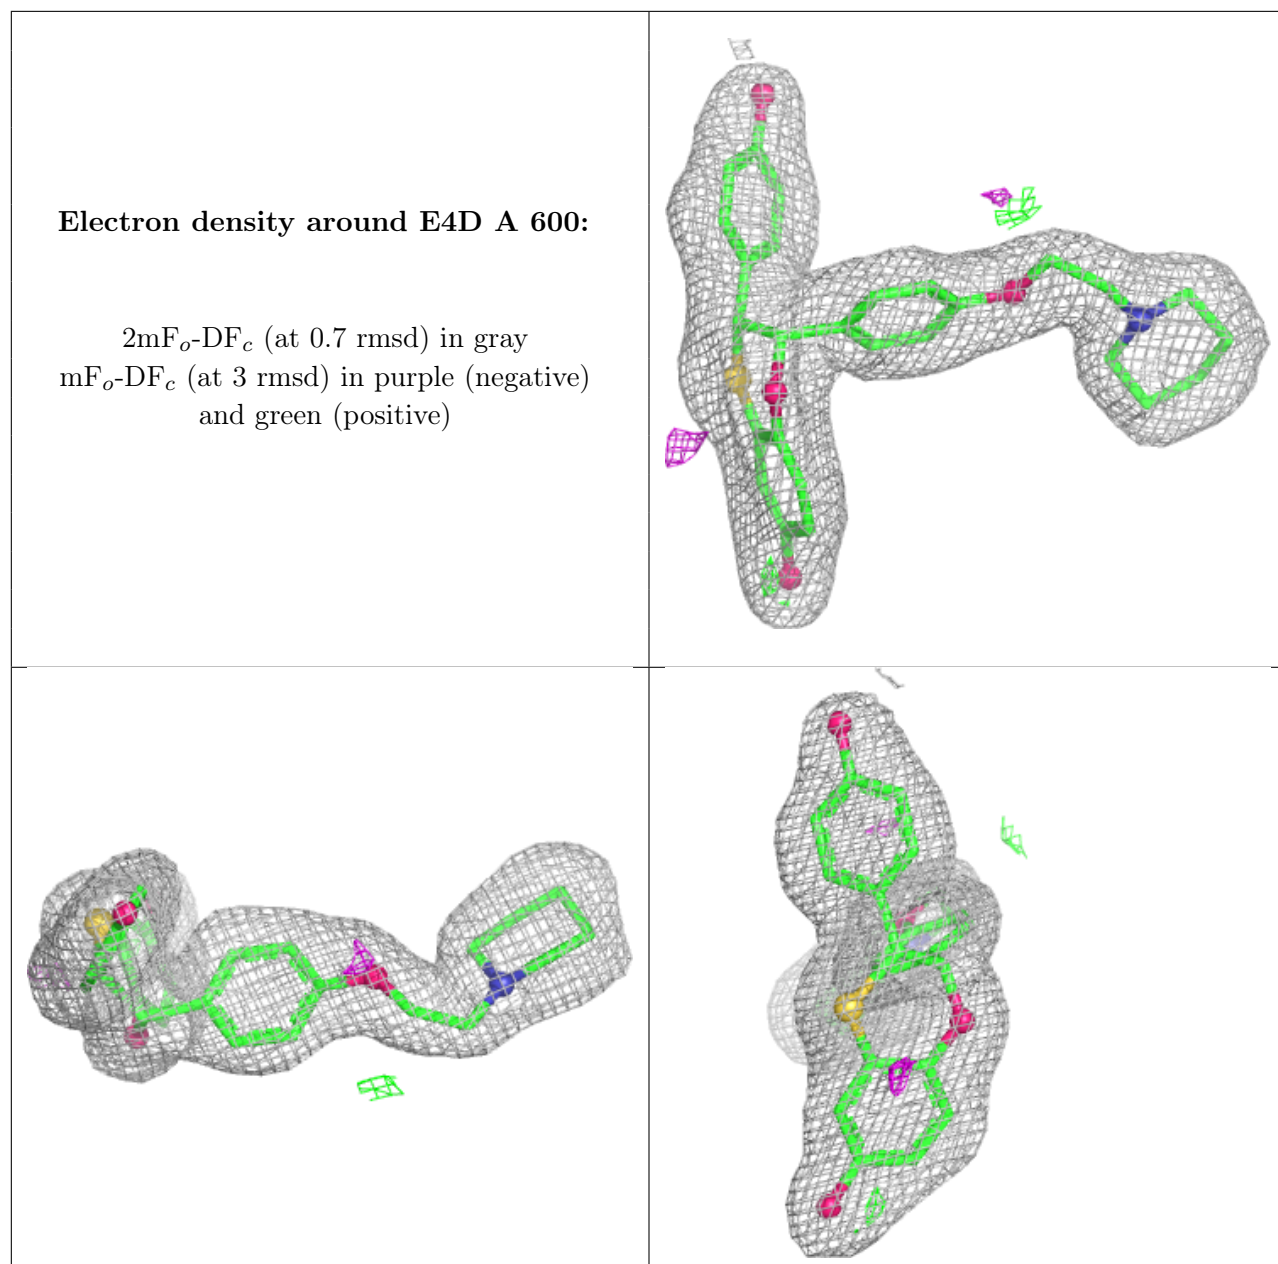 Electron density around E4D A 600:
2mFo-DFc (at 0.7 rmsd) in gray
mFo-DFc (at 3 rmsd) in purple (negative)
and green (positive)